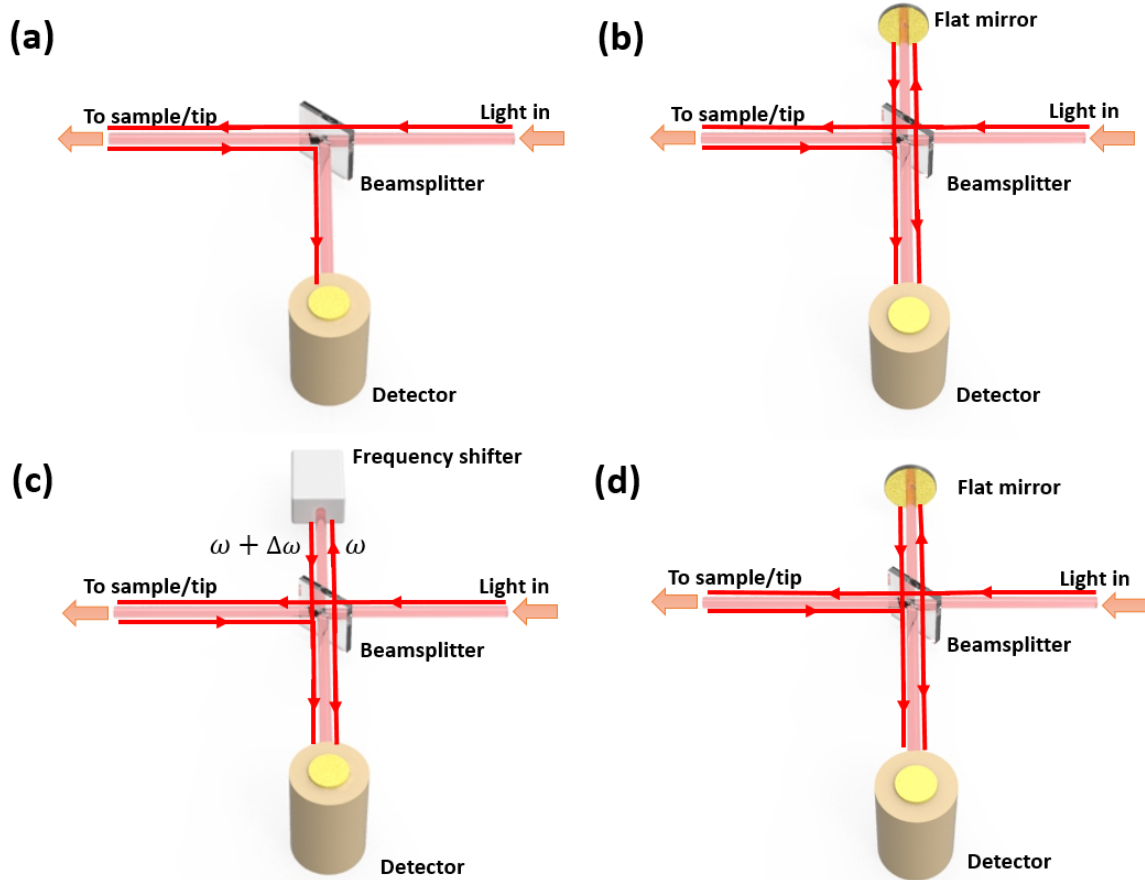 (a)
To sample/tip
Light in
Beamsplitter
Detector
(b)
Flat mirror
To sample/tip
Light in
Beamsplitter
Detector
(c)
Frequency shifter
ω + Δω
ω
To sample/tip
Light in
Beamsplitter
Detector
(d)
Flat mirror
To sample/tip
Light in
Beamsplitter
Detector